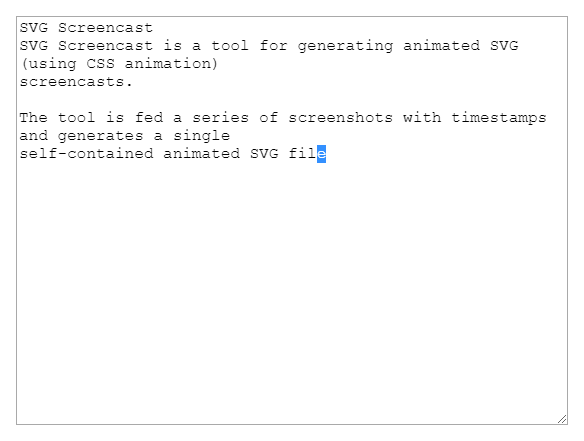 SVG Screencast
SVG Screencast is a tool for generating animated SVG
(using CSS animation)
screencasts.

The tool is fed a series of screenshots with timestamps
and generates a single
self-contained animated SVG file